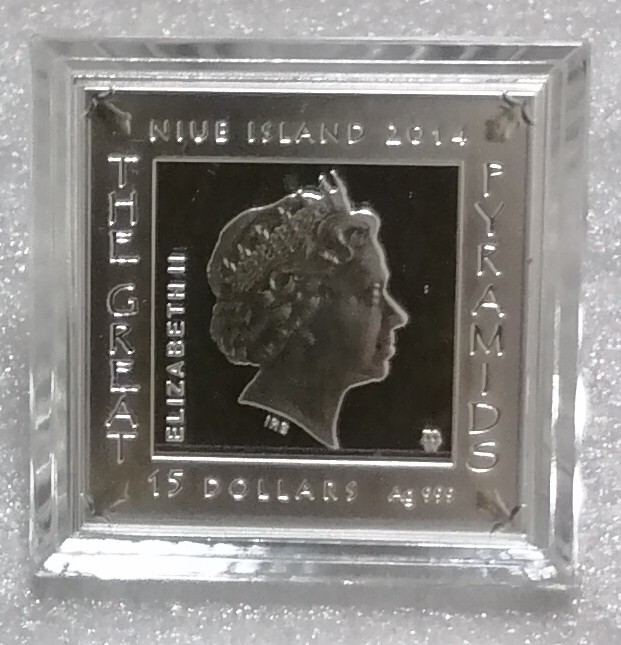 NIUE ISLAND 2014
THE GREAT
PYRAMIDS
ELIZABETH II
IRB
15 DOLLARS Ag 999